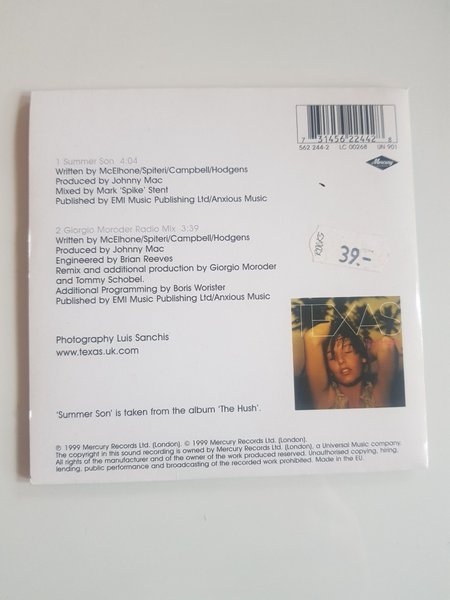 1 Summer Son 4:04
Written by McElhone/Spiteri/Campbell/Hodgens
Produced by Johnny Mac
Mixed by Mark 'Spike' Stent
Published by EMI Music Publishing Ltd/Anxious Music
2 Giorgio Moroder Radio Mix 3:39
Written by McElhone/Spiteri/Campbell/Hodgens
Produced by Johnny Mac
Engineered by Brian Reeves
Remix and additional production by Giorgio Moroder
and Tommy Schobel.
Additional Programming by Boris Worister
Published by EMI Music Publishing Ltd/Anxious Music
Photography Luis Sanchis
www.texas.uk.com
'Summer Son' is taken from the album 'The Hush'.
7 31456 22442 8
562 244-2 LC 00268 IN 901
Mercury
39.-
TEXAS
℗ 1999 Mercury Records Ltd. (London). © 1999 Mercury Records Ltd. (London).
The copyright in this sound recording is owned by Mercury Records Ltd. (London), a Universal Music company.
All rights of the manufacturer and of the owner of the work produced reserved. Unauthorised copying, hiring,
lending, public performance and broadcasting of the recorded work prohibited. Made in the EU.